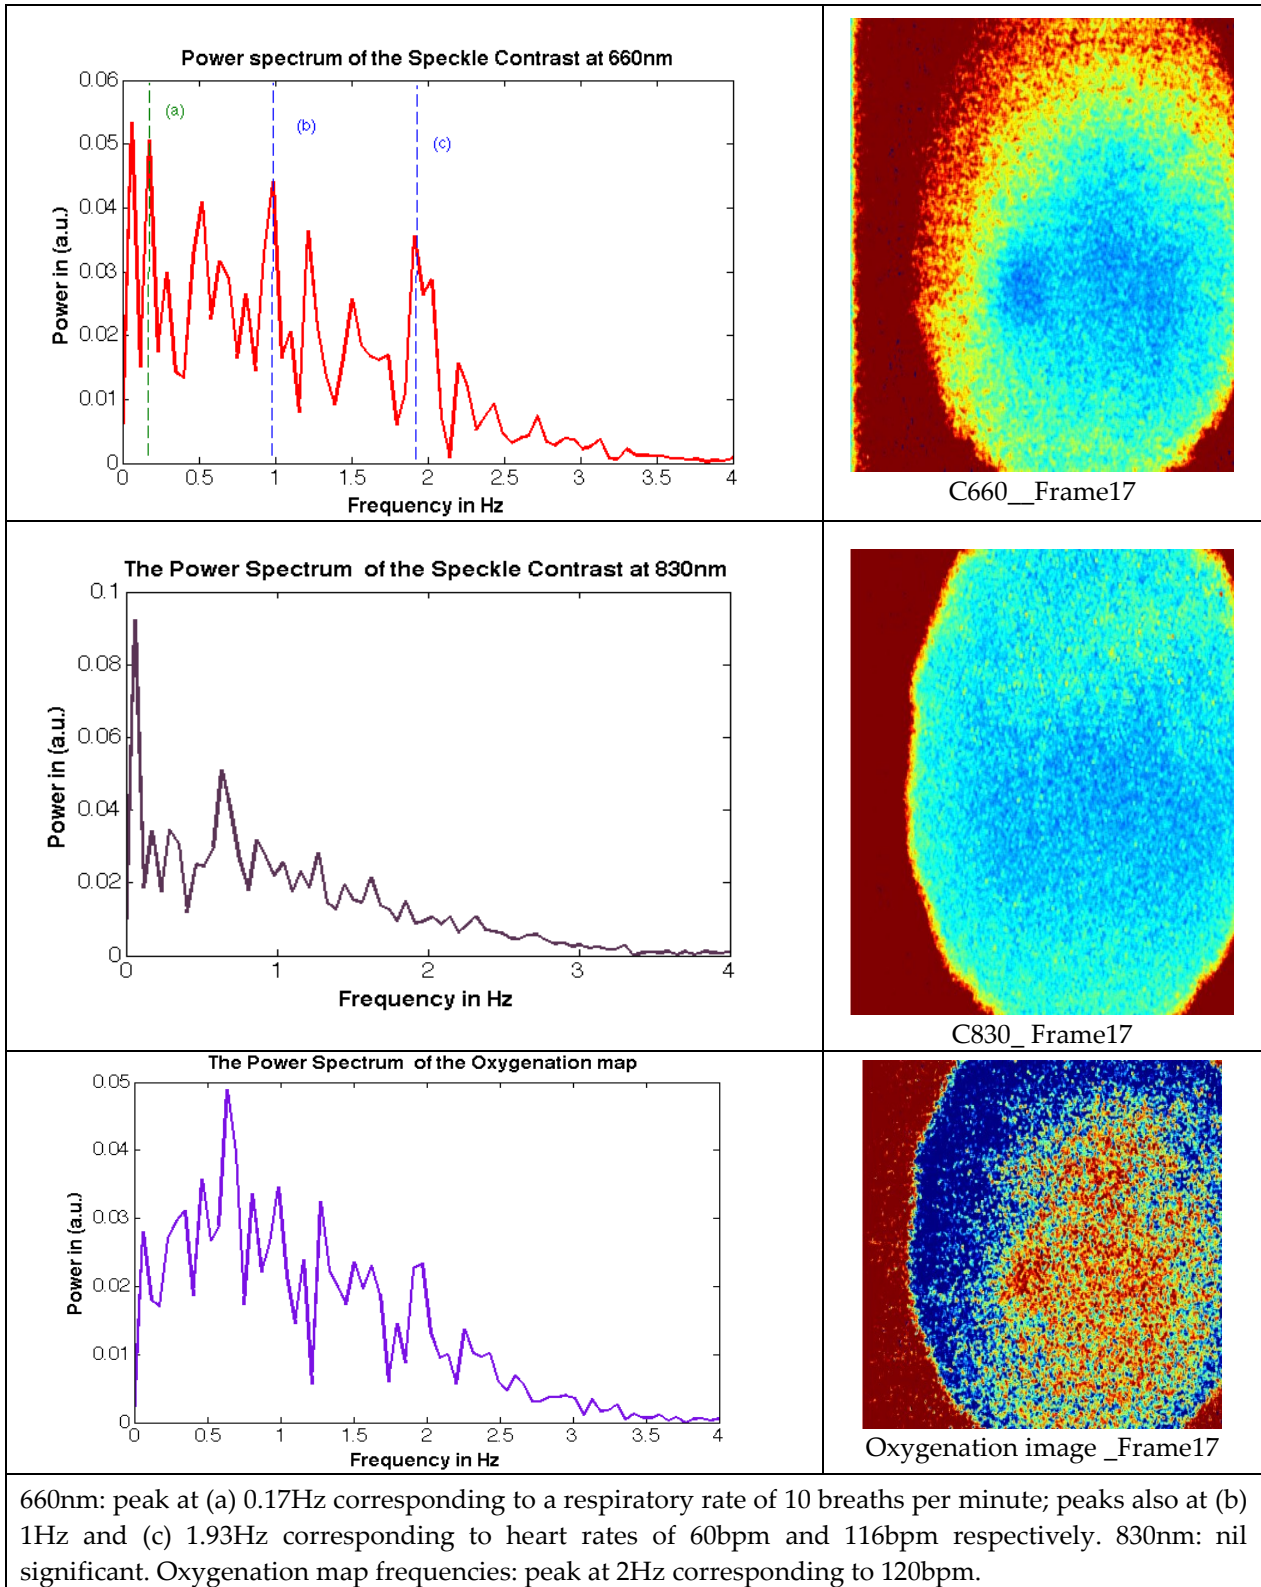 Power spectrum of the Speckle Contrast at 660nm
0.06
0.05
0.04
0.03
0.02
0.01
0
(a)
(b)
(c)
Power in (a.u.)
0 0.5 1 1.5 2 2.5 3 3.5 4
Frequency in Hz
C660__Frame17
The Power Spectrum of the Speckle Contrast at 830nm
0.1
0.08
0.06
0.04
0.02
0
Power in (a.u.)
0 1 2 3 4
Frequency in Hz
C830_ Frame17
The Power Spectrum of the Oxygenation map
0.05
0.04
0.03
0.02
0.01
0
Power in (a.u.)
0 0.5 1 1.5 2 2.5 3 3.5 4
Frequency in Hz
Oxygenation image _Frame17
660nm: peak at (a) 0.17Hz corresponding to a respiratory rate of 10 breaths per minute; peaks also at (b)
1Hz and (c) 1.93Hz corresponding to heart rates of 60bpm and 116bpm respectively. 830nm: nil
significant. Oxygenation map frequencies: peak at 2Hz corresponding to 120bpm.